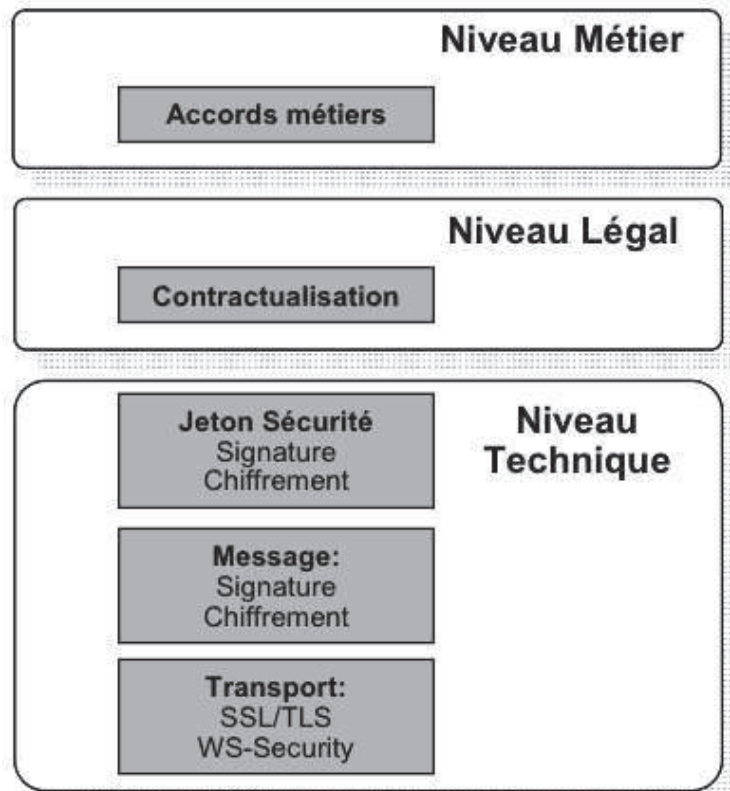 Niveau Métier
Accords métiers
Niveau Légal
Contractualisation
Niveau
Technique
Jeton Sécurité
Signature
Chiffrement
Message:
Signature
Chiffrement
Transport:
SSL/TLS
WS-Security